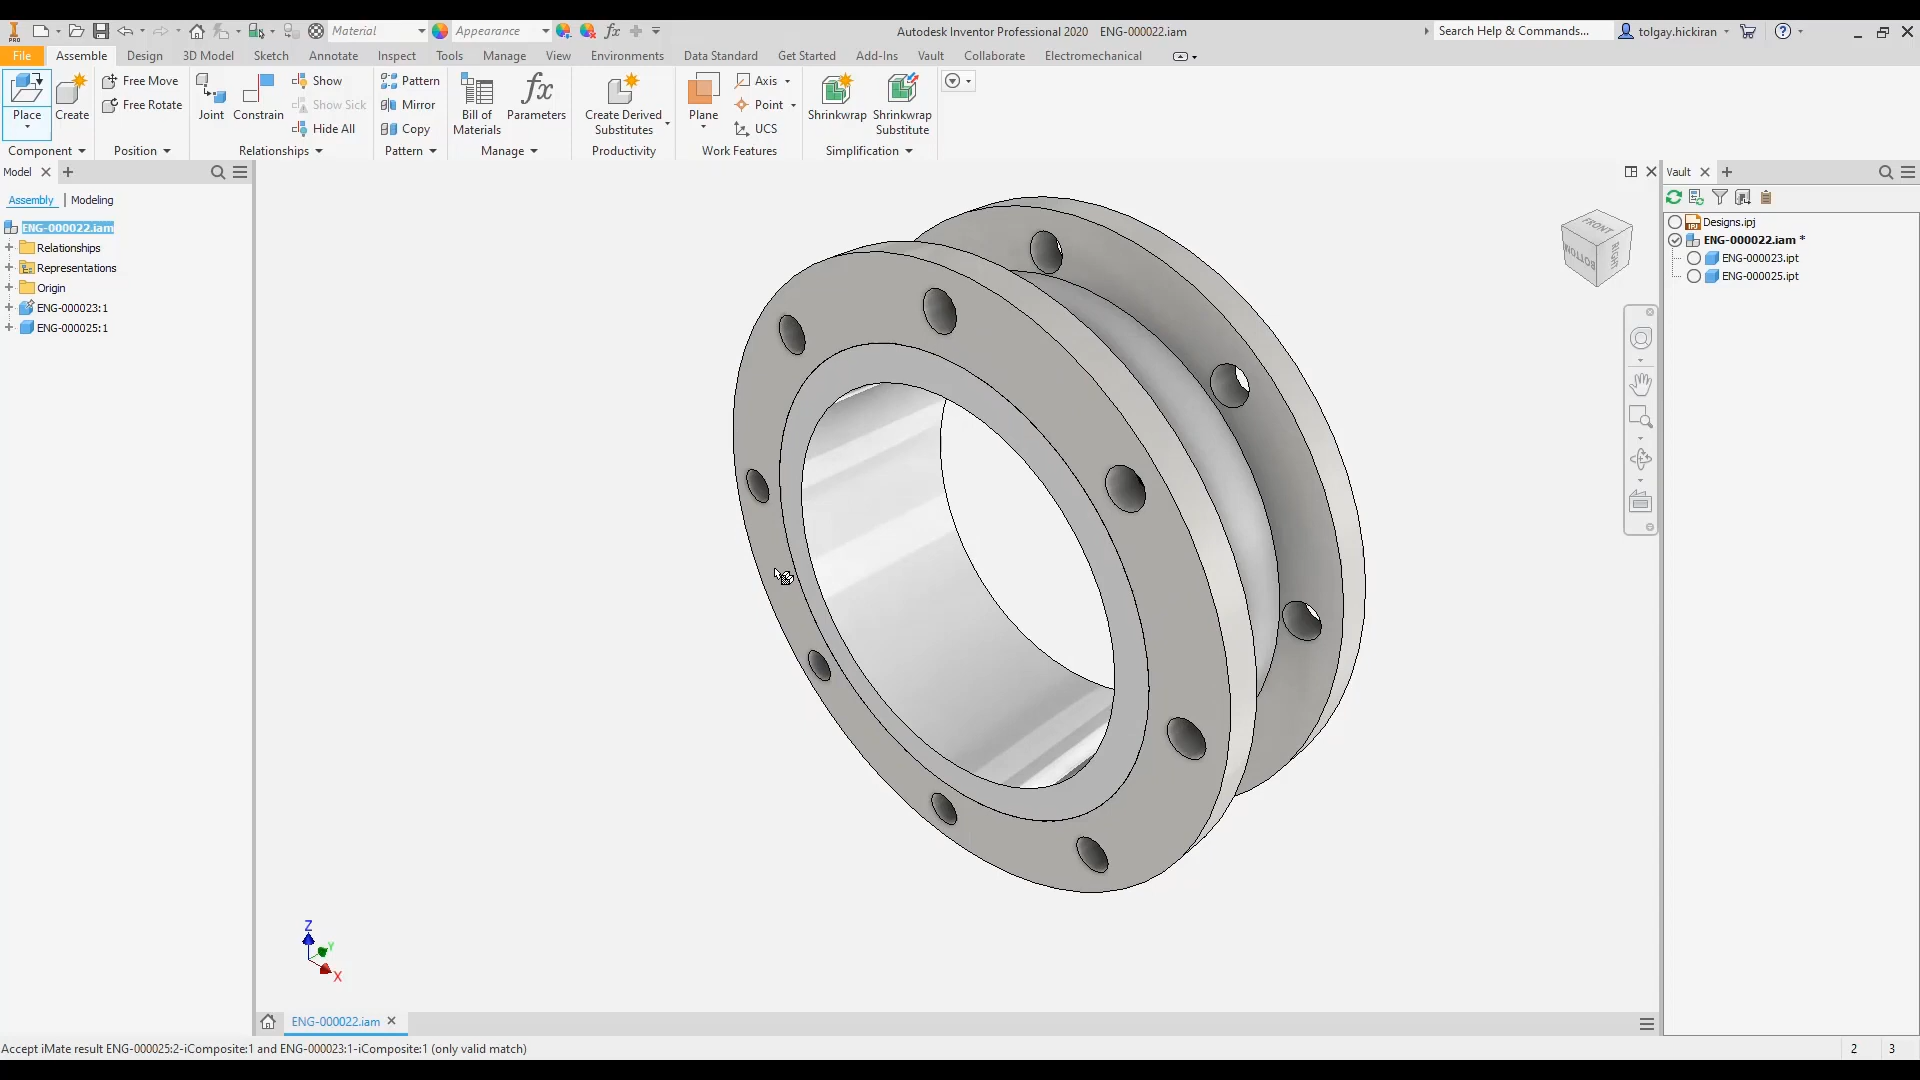 PRO
Material
Appearance
Autodesk Inventor Professional 2020 ENG-000022.iam
Search Help & Commands...
tolgay.hickiran
File Assemble Design 3D Model Sketch Annotate Inspect Tools Manage View Environments Data Standard Get Started Add-Ins Vault Collaborate Electromechanical
Place
Create
Free Move
Free Rotate
Joint
Constrain
Show
Show Sick
Hide All
Pattern
Mirror
Copy
Bill of
Materials
Parameters
Create Derived
Substitutes
Plane
Axis
Point
UCS
Shrinkwrap
Shrinkwrap
Substitute
Component Position Relationships Pattern Manage Productivity Work Features Simplification
Model
Assembly Modeling
ENG-000022.iam
Relationships
Representations
Origin
ENG-000023:1
ENG-000025:1
FRONT
RIGHT
BOTTOM
Vault
Designs.ipj
ENG-000022.iam *
ENG-000023.ipt
ENG-000025.ipt
Z
Y
X
ENG-000022.iam
Accept iMate result ENG-000025:2-iComposite:1 and ENG-000023:1-iComposite:1 (only valid match)
2 3